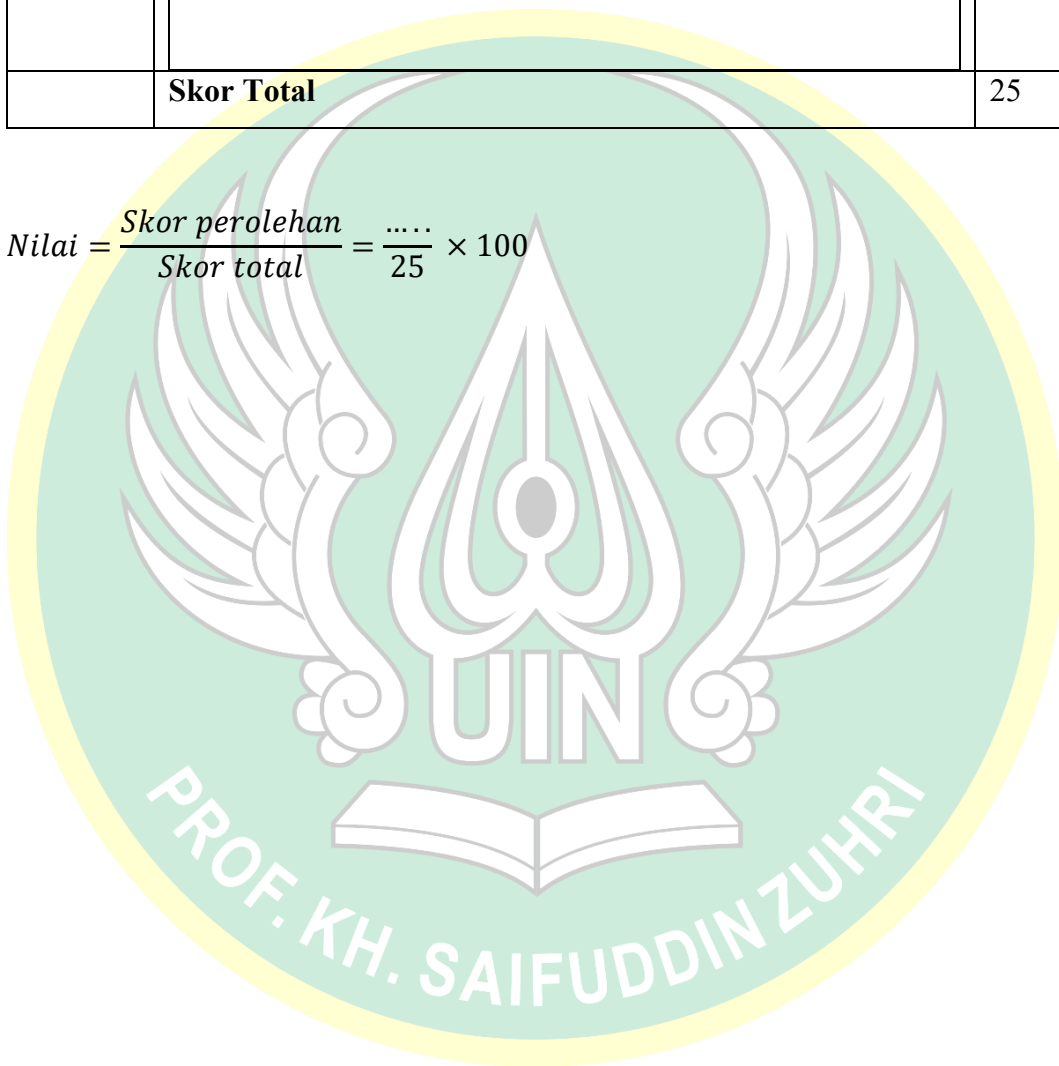 Skor Total 25
Nilai = Skor perolehan / Skor total = ..... / 25 × 100
UIN
PROF. KH. SAIFUDDIN ZUHRI